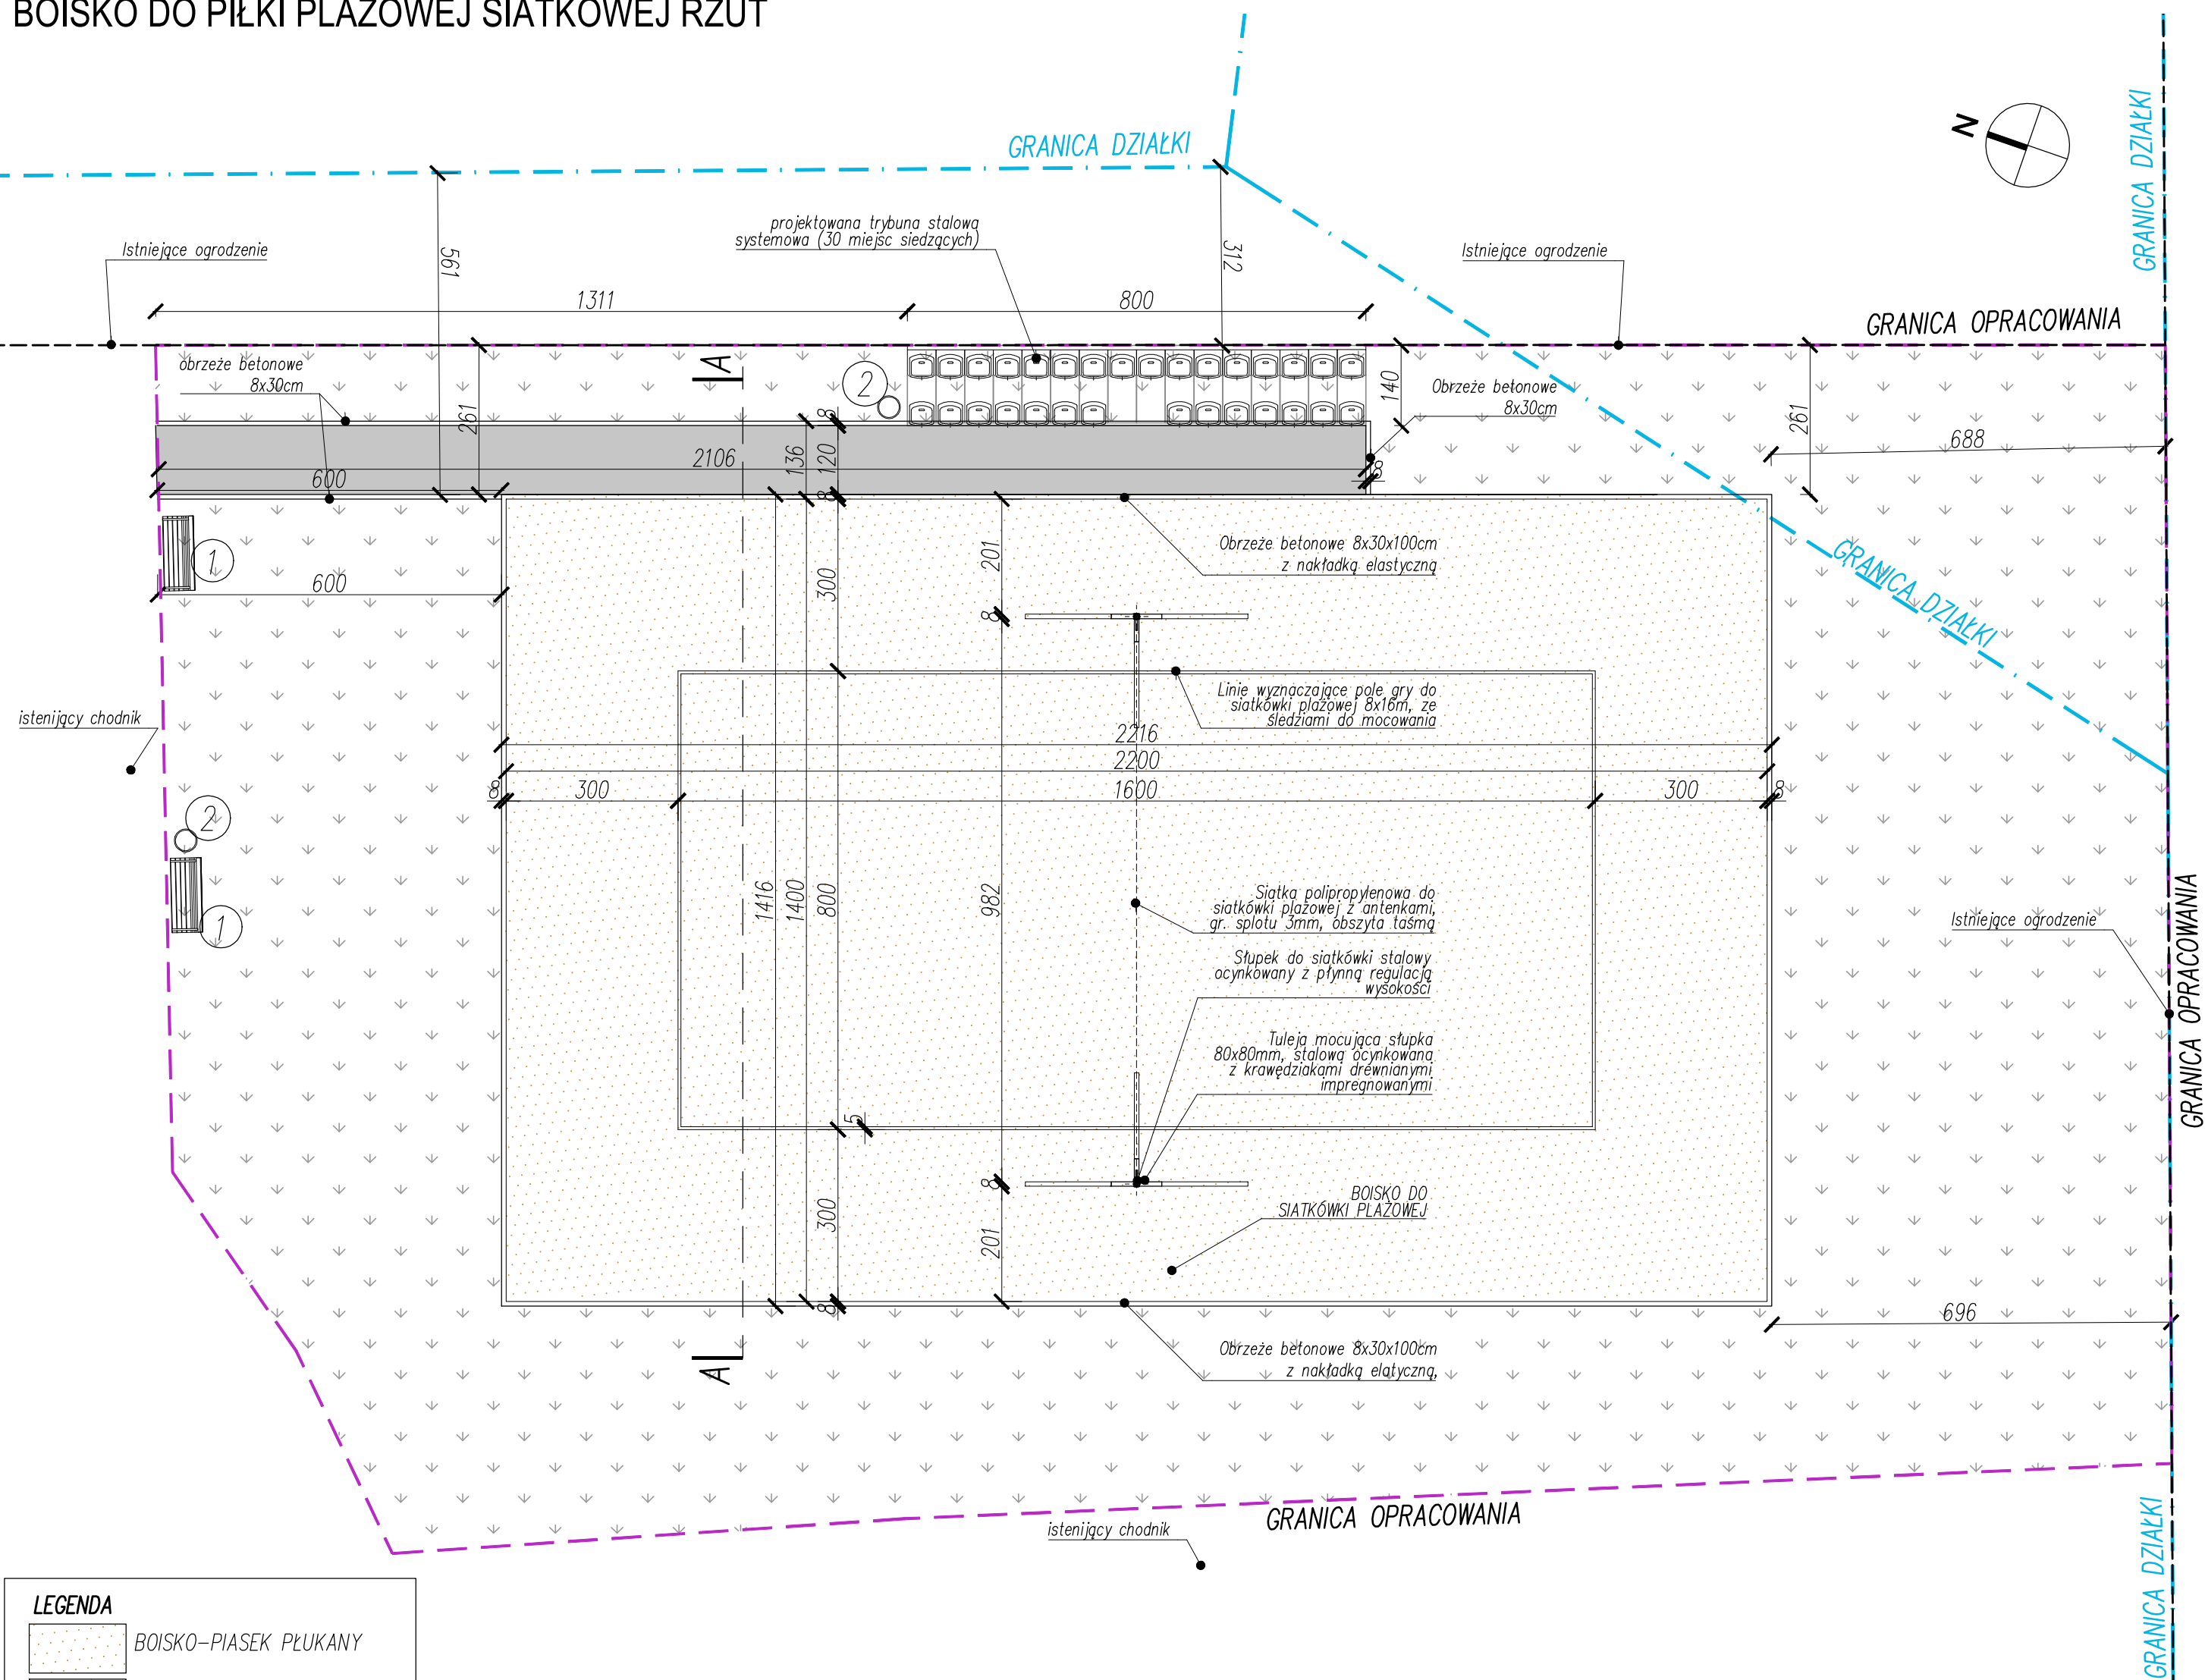 BOISKO DO PIŁKI PLAŻOWEJ SIATKOWEJ RZUT
GRANICA DZIAŁKI
GRANICA DZIAŁKI
N
projektowana trybuna stalowa
systemowa (30 miejsc siedzących)
Istniejące ogrodzenie
561
312
Istniejące ogrodzenie
1311
800
GRANICA OPRACOWANIA
obrzeże betonowe
8x30cm
261
A
2
8
140
Obrzeże betonowe
8x30cm
261
688
2106
136
120
8
600
8
1
600
201
300
8
Obrzeże betonowe 8x30x100cm
z nakładką elastyczną
GRANICA DZIAŁKI
Linie wyznaczające pole gry do
siatkówki plażowej 8x16m, ze
śledziami do mocowania
istenijący chodnik
2216
2200
8
300
1600
300
8
2
1
1416
1400
800
982
Siatka polipropylenowa do
siatkówki plażowej z antenkami,
gr. splotu 3mm, obszyta taśmą
Słupek do siatkówki stalowy
ocynkowany z płynną regulacją
wysokości
Istniejące ogrodzenie
GRANICA OPRACOWANIA
Tuleja mocująca słupka
80x80mm, stalowa ocynkowana
z krawędziakami drewnianymi
impregnowanymi
5
8
300
201
BOISKO DO
SIATKÓWKI PLAŻOWEJ
8
696
A
Obrzeże betonowe 8x30x100cm
z nakładką elatyczną,
GRANICA OPRACOWANIA
istenijący chodnik
GRANICA DZIAŁKI
LEGENDA
BOISKO-PIASEK PŁUKANY